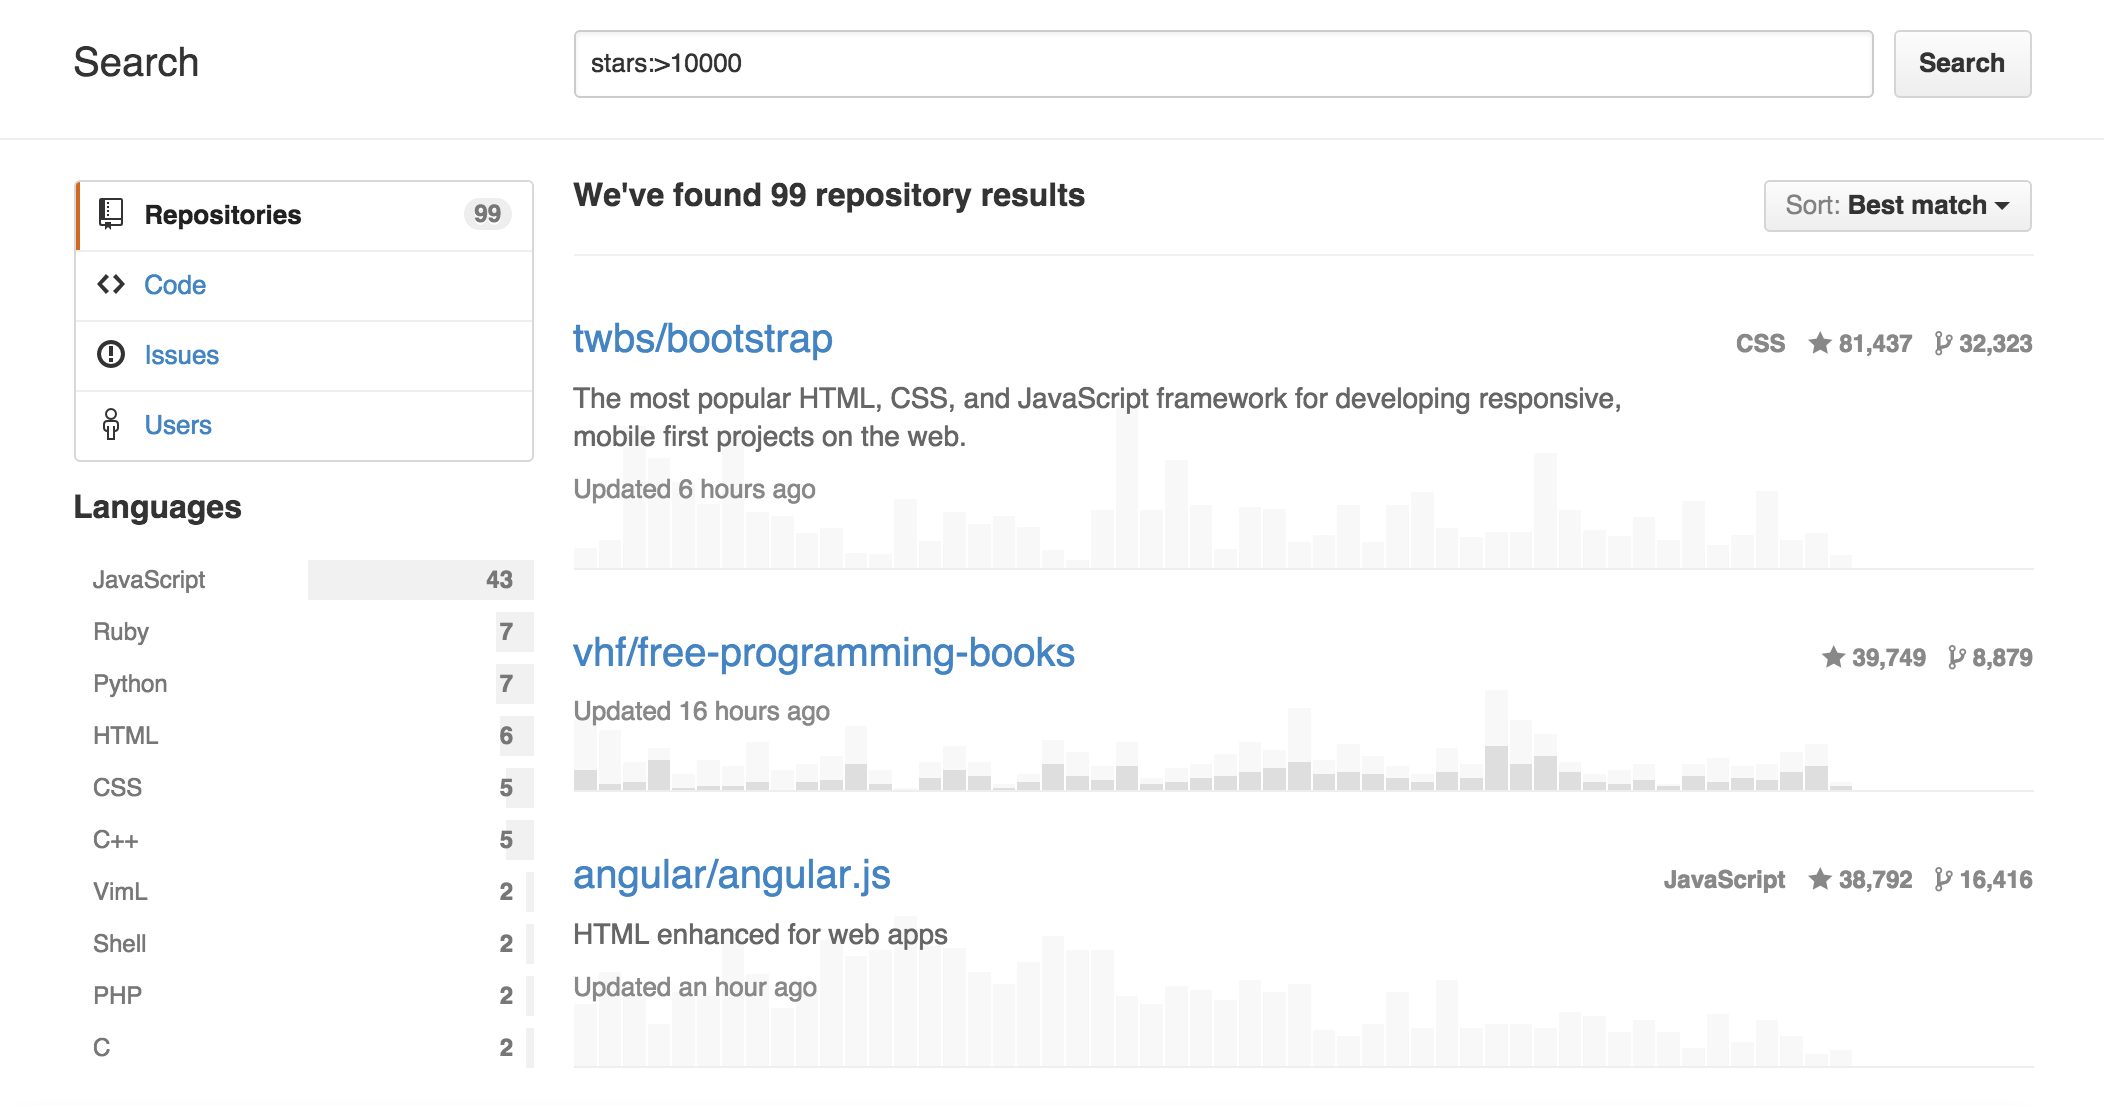 Search
stars:>10000
Search
Repositories 99
Code
Issues
Users
Languages
JavaScript 43
Ruby 7
Python 7
HTML 6
CSS 5
C++ 5
VimL 2
Shell 2
PHP 2
C 2
We've found 99 repository results
Sort: Best match
twbs/bootstrap
CSS 81,437 32,323
The most popular HTML, CSS, and JavaScript framework for developing responsive,
mobile first projects on the web.
Updated 6 hours ago
vhf/free-programming-books
39,749 8,879
Updated 16 hours ago
angular/angular.js
JavaScript 38,792 16,416
HTML enhanced for web apps
Updated an hour ago